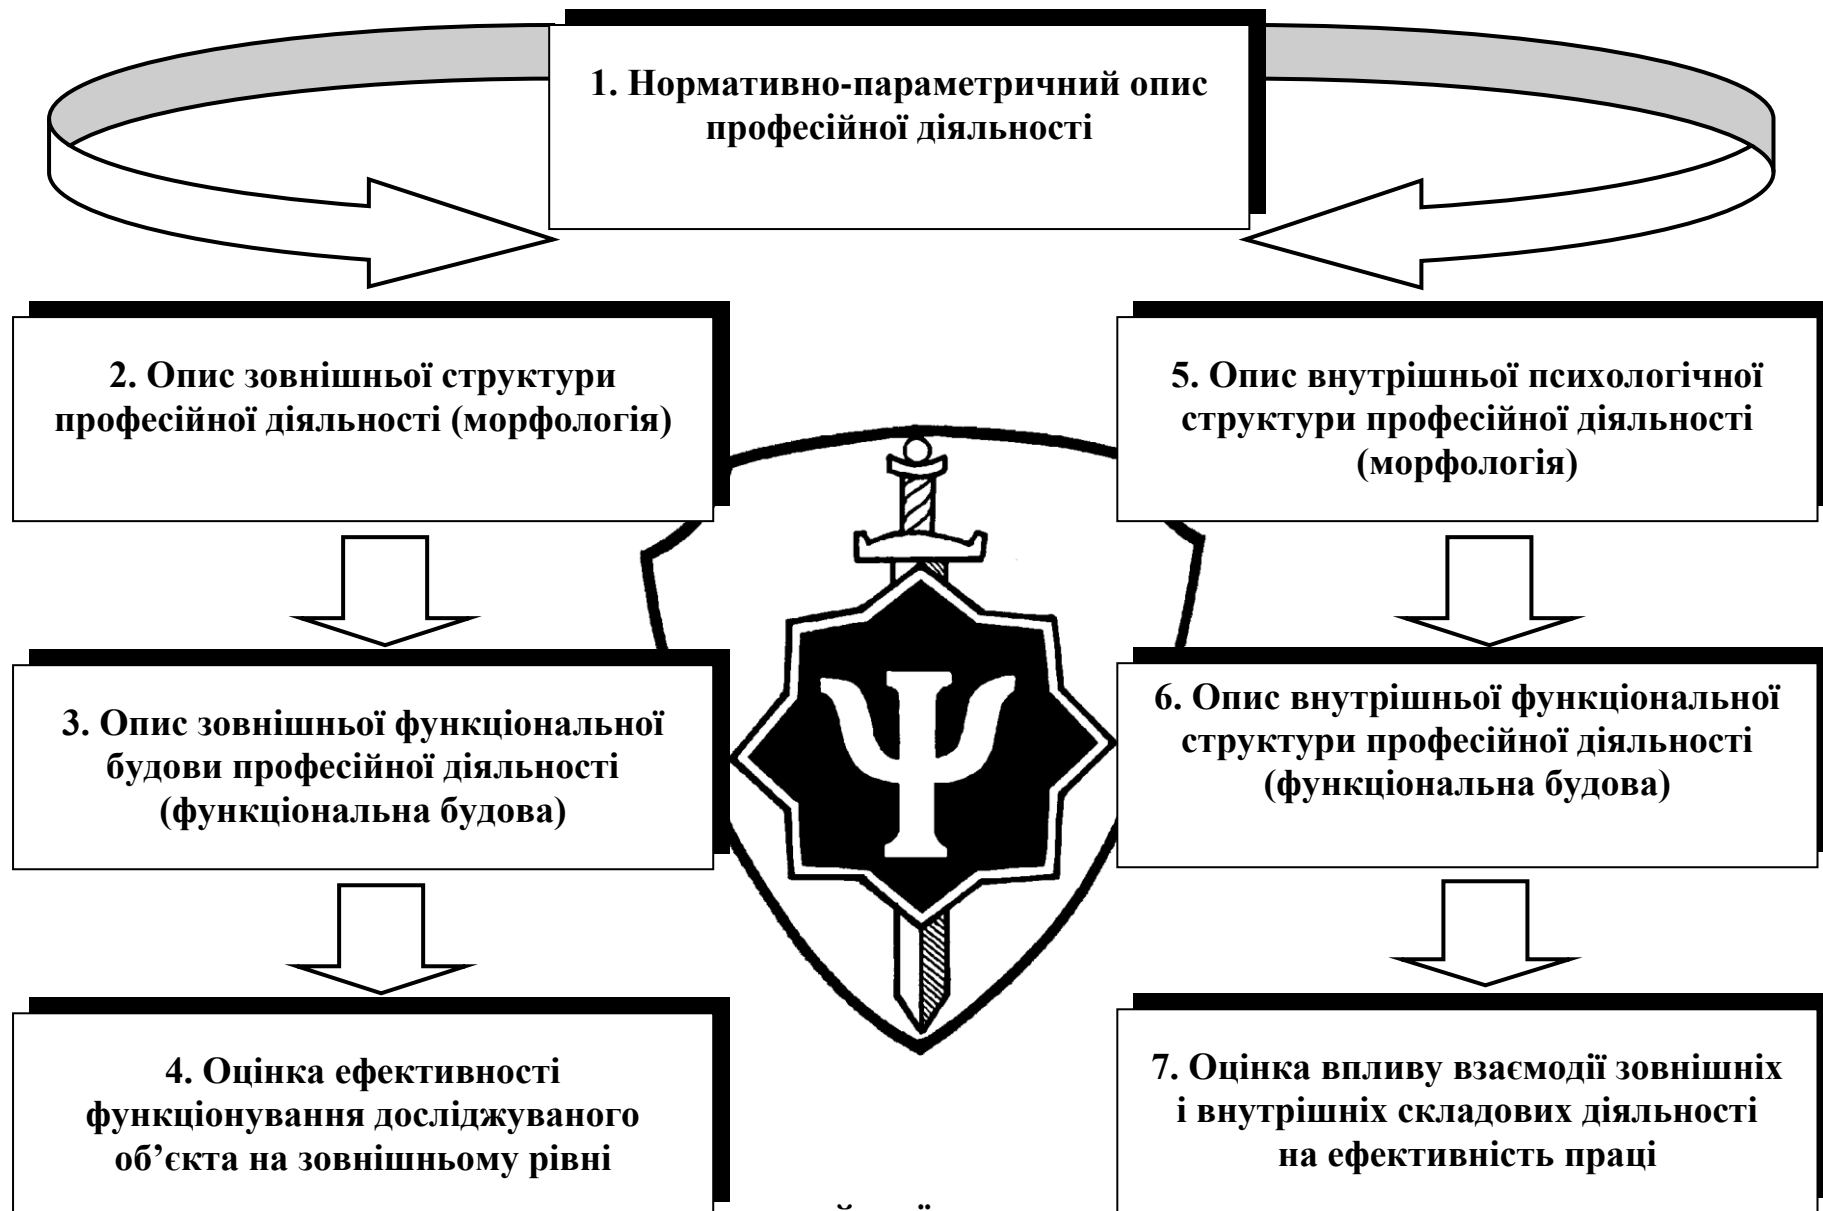 1. Нормативно-параметричний опис
професійної діяльності
2. Опис зовнішньої структури
професійної діяльності (морфологія)
3. Опис зовнішньої функціональної
будови професійної діяльності
(функціональна будова)
4. Оцінка ефективності
функціонування досліджуваного
об’єкта на зовнішньому рівні
5. Опис внутрішньої психологічної
структури професійної діяльності
(морфологія)
6. Опис внутрішньої функціональної
структури професійної діяльності
(функціональна будова)
7. Оцінка впливу взаємодії зовнішніх
і внутрішніх складових діяльності
на ефективність праці
Ψ